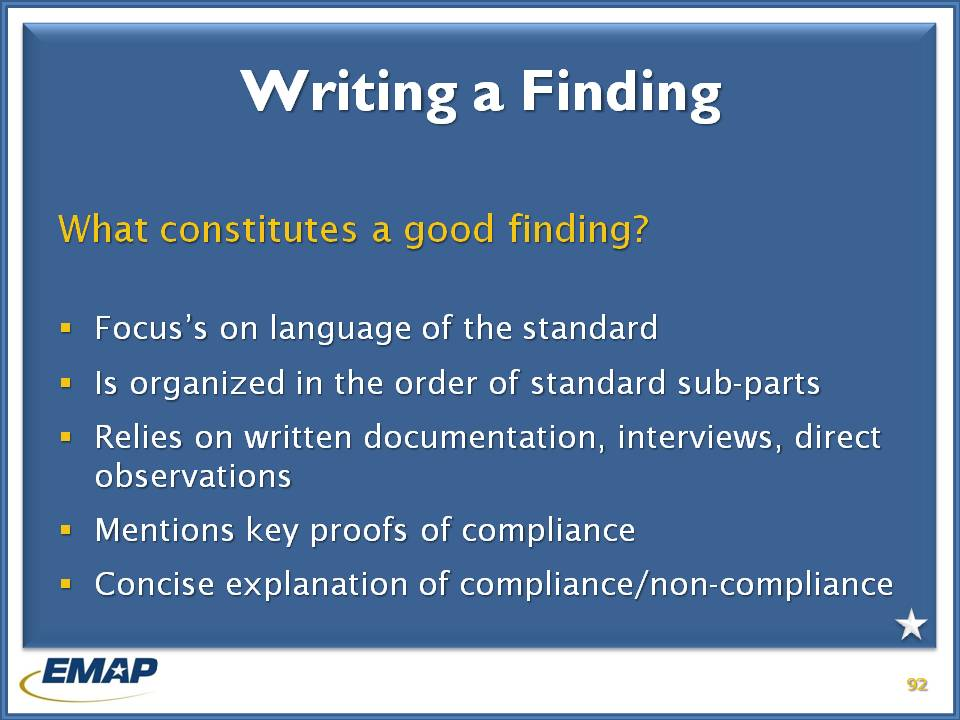 Writing a Finding
What constitutes a good finding?
▪ Focus’s on language of the standard
▪ Is organized in the order of standard sub-parts
▪ Relies on written documentation, interviews, direct
observations
▪ Mentions key proofs of compliance
▪ Concise explanation of compliance/non-compliance
EMAP
92